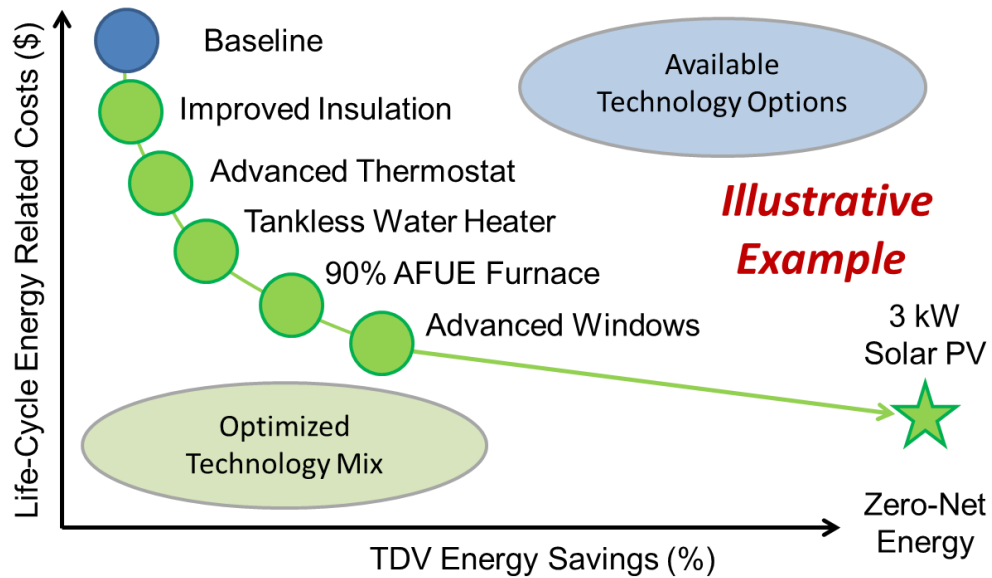 Life-Cycle Energy Related Costs ($)
Baseline
Improved Insulation
Advanced Thermostat
Tankless Water Heater
90% AFUE Furnace
Advanced Windows
Available
Technology Options
Illustrative
Example
3 kW
Solar PV
Optimized
Technology Mix
Zero-Net
Energy
TDV Energy Savings (%)